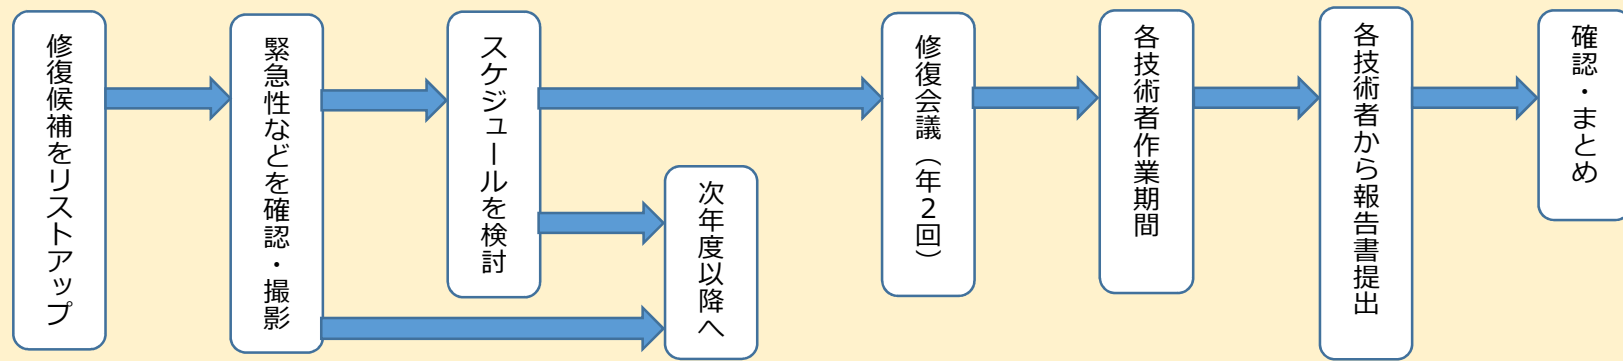 修復候補をリストアップ
緊急性などを確認・撮影
スケジュールを検討
次年度以降へ
修復会議（年２回）
各技術者作業期間
各技術者から報告書提出
確認・まとめ